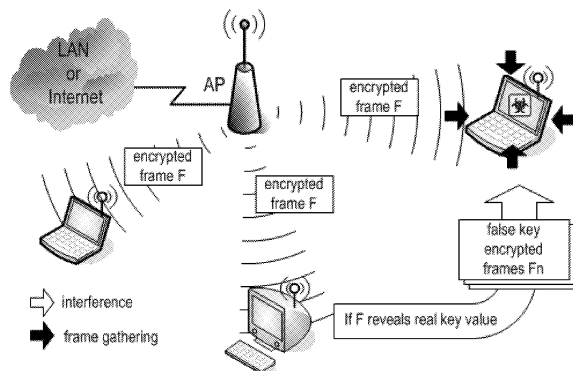 LAN
or
Internet
AP
encrypted
frame F
encrypted
frame F
encrypted
frame F
false key
encrypted
frames Fn
interference
If F reveals real key value
frame gathering